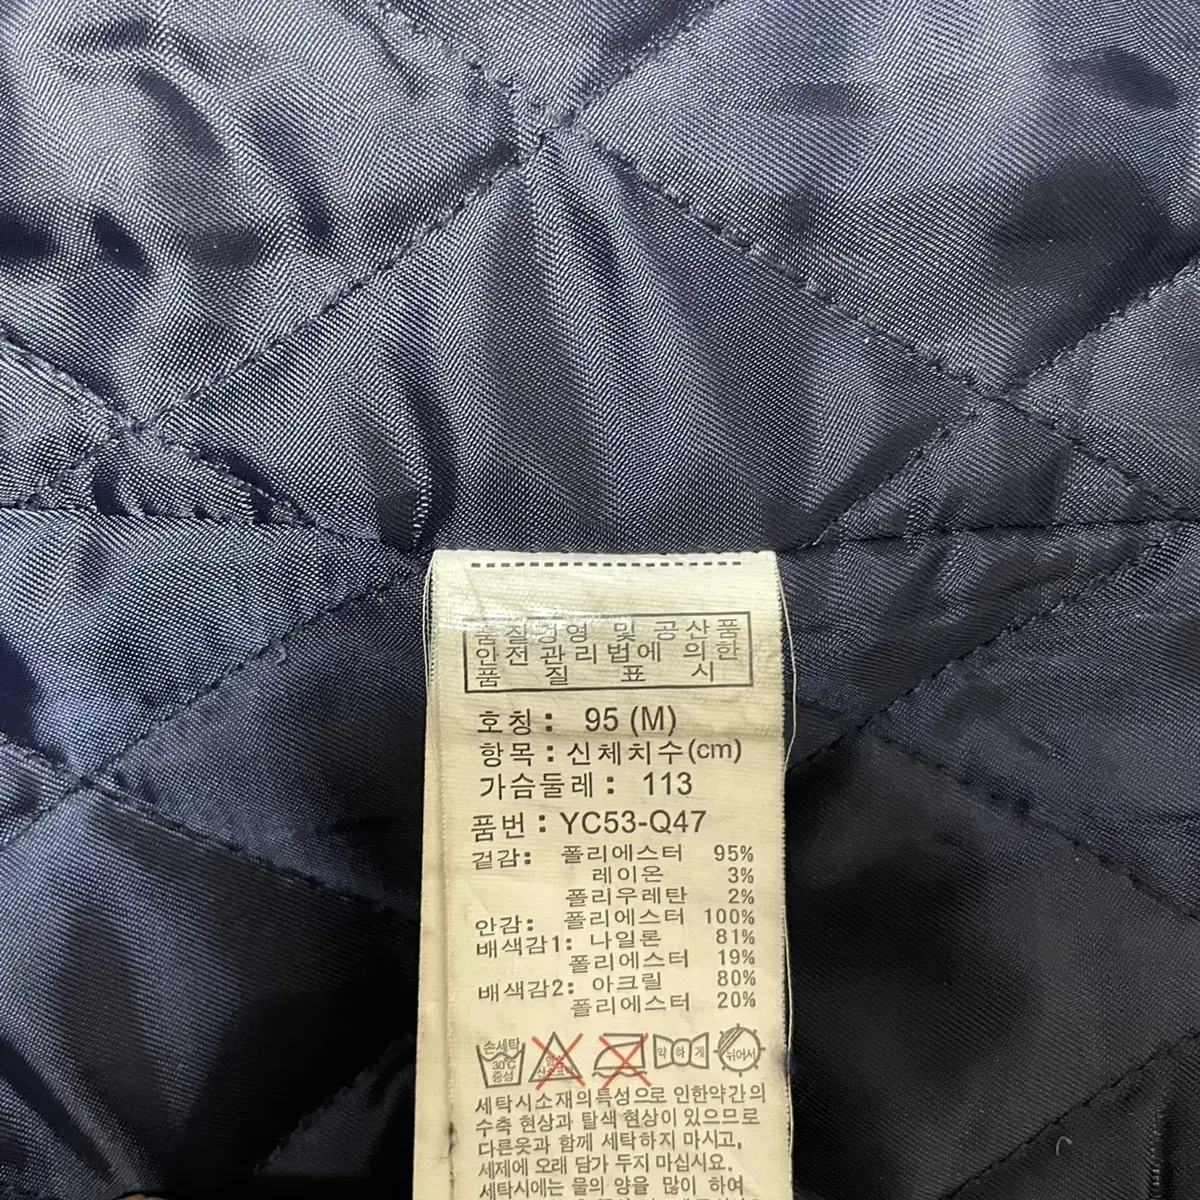 품질경영 및 공산품
안전관리법에 의한
품 질 표 시
호칭: 95 (M)
항목: 신체치수(cm)
가슴둘레: 113
품번: YC53-Q47
겉감: 폴리에스터 95%
레이온 3%
폴리우레탄 2%
안감: 폴리에스터 100%
배색감1: 나일론 81%
폴리에스터 19%
배색감2: 아크릴 80%
폴리에스터 20%
손세탁
30℃
중성
약하게
뉘어서
세탁시소재의특성으로 인한약간의
수축 현상과 탈색 현상이 있으므로
다른옷과 함께 세탁하지 마시고,
세제에 오래 담가 두지 마십시요.
세탁시에는 물의 양을 많이 하여